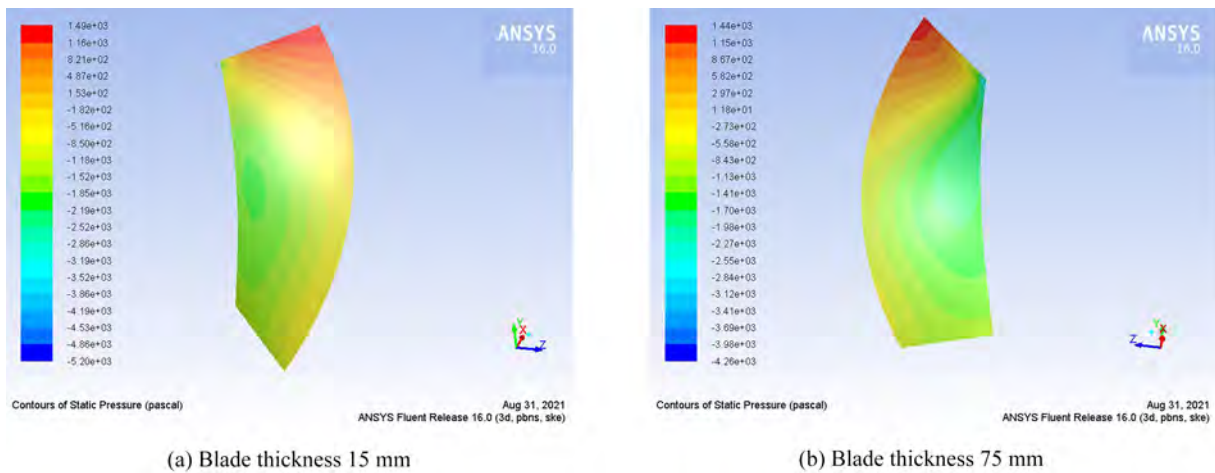 1.49e+03
1.16e+03
8.21e+02
4.87e+02
1.53e+02
-1.82e+02
-5.16e+02
-8.50e+02
-1.18e+03
-1.52e+03
-1.85e+03
-2.19e+03
-2.52e+03
-2.86e+03
-3.19e+03
-3.52e+03
-3.86e+03
-4.19e+03
-4.53e+03
-4.86e+03
-5.20e+03
ANSYS
16.0
Y
X
Z
Contours of Static Pressure (pascal)
Aug 31, 2021
ANSYS Fluent Release 16.0 (3d, pbns, ske)
(a) Blade thickness 15 mm
1.44e+03
1.15e+03
8.67e+02
5.82e+02
2.97e+02
1.18e+01
-2.73e+02
-5.58e+02
-8.43e+02
-1.13e+03
-1.41e+03
-1.70e+03
-1.98e+03
-2.27e+03
-2.55e+03
-2.84e+03
-3.12e+03
-3.41e+03
-3.69e+03
-3.98e+03
-4.26e+03
ANSYS
16.0
Y
X
Z
Contours of Static Pressure (pascal)
Aug 31, 2021
ANSYS Fluent Release 16.0 (3d, pbns, ske)
(b) Blade thickness 75 mm